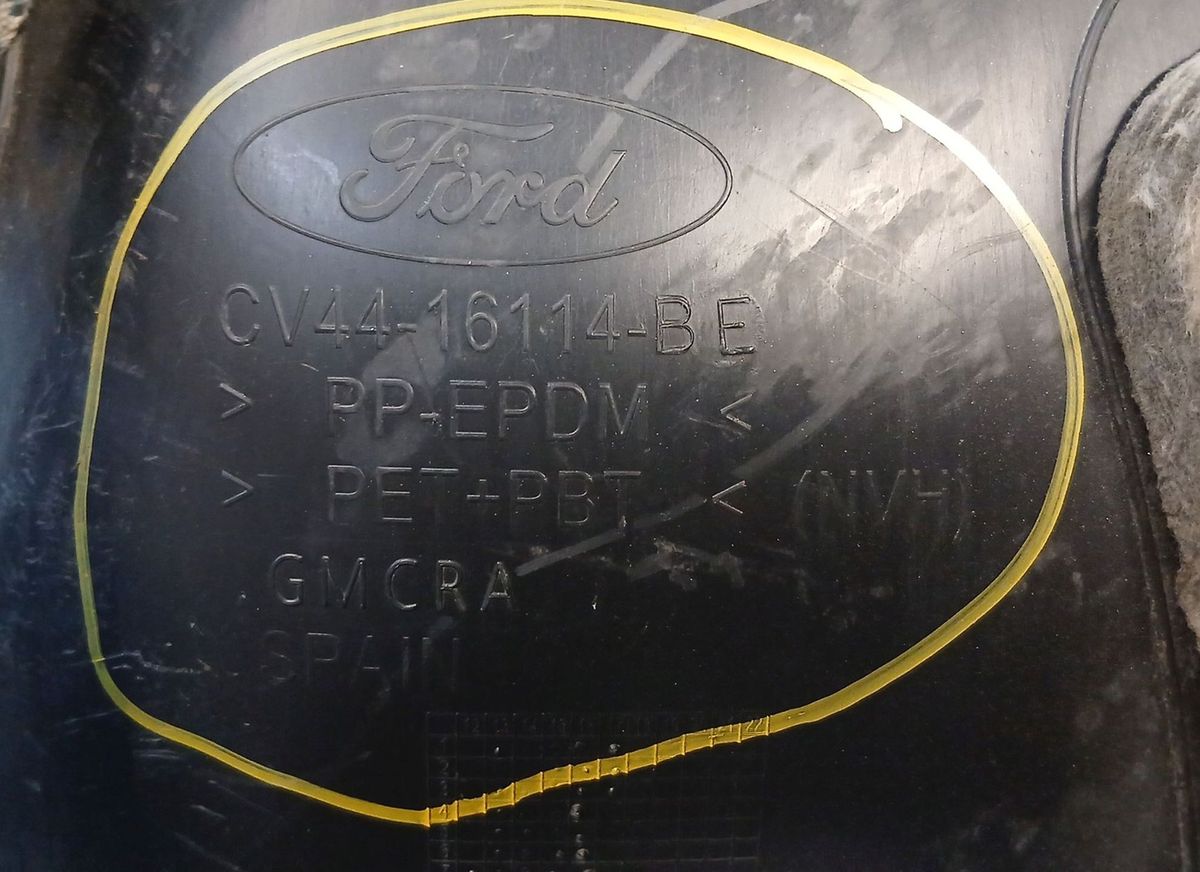 Ford
CV44-16114-BE
> PP-EPDM <
> PET+PBT < (NVH)
GMCRA
SPAIN